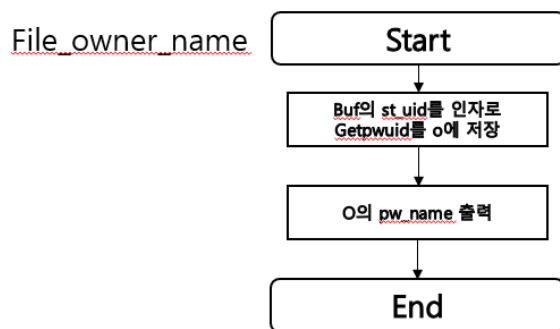 File_owner_name
Start
Buf의 st_uid를 인자로
Getpwuid를 o에 저장
O의 pw_name 출력
End